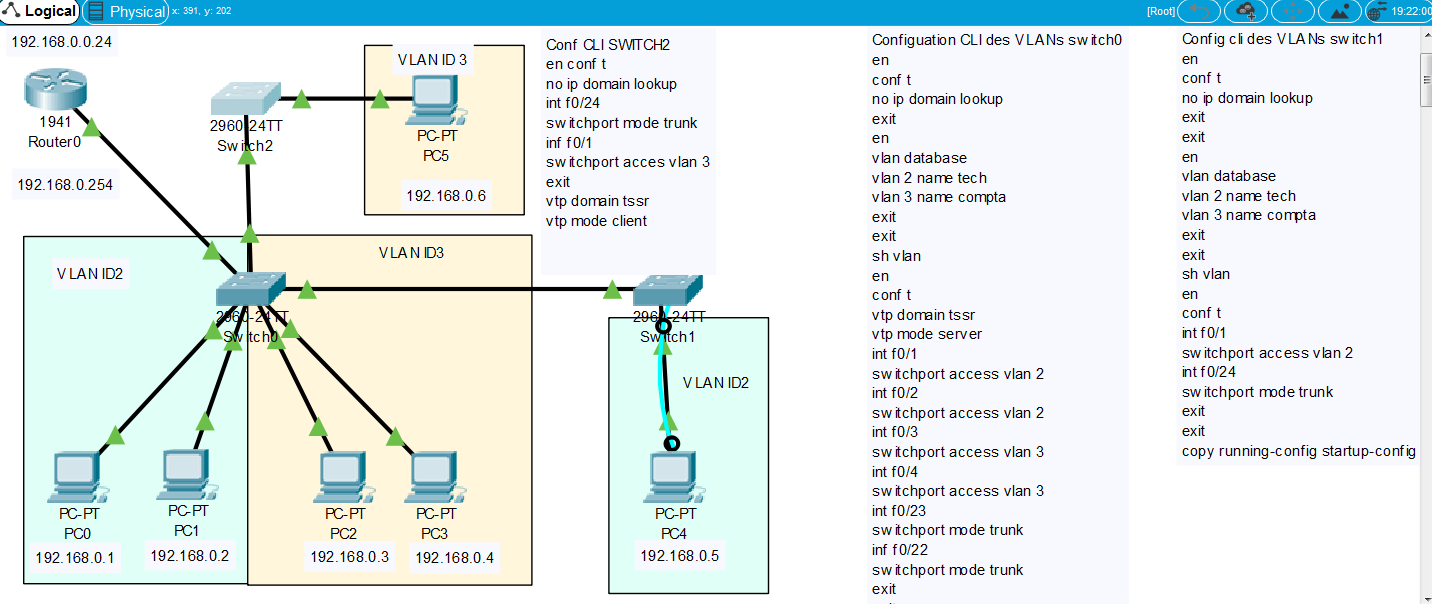 Logical
Physical
x: 391, y: 202
[Root]
19:22:00
192.168.0.0.24
1941
Router0
192.168.0.254
2960-24TT
Switch2
VLAN ID 3
PC-PT
PC5
192.168.0.6
VLAN ID2
VLAN ID3
2960-24TT
Switch0
PC-PT
PC0
192.168.0.1
PC-PT
PC1
192.168.0.2
PC-PT
PC2
192.168.0.3
PC-PT
PC3
192.168.0.4
2960-24TT
Switch1
VLAN ID2
PC-PT
PC4
192.168.0.5
Conf CLI SWITCH2
en conf t
no ip domain lookup
int f0/24
switchport mode trunk
inf f0/1
switchport acces vlan 3
exit
vtp domain tssr
vtp mode client
Configuation CLI des VLANs switch0
en
conf t
no ip domain lookup
exit
en
vlan database
vlan 2 name tech
vlan 3 name compta
exit
exit
sh vlan
en
conf t
vtp domain tssr
vtp mode server
int f0/1
switchport access vlan 2
int f0/2
switchport access vlan 2
int f0/3
switchport access vlan 3
int f0/4
switchport access vlan 3
int f0/23
switchport mode trunk
inf f0/22
switchport mode trunk
exit
Config cli des VLANs switch1
en
conf t
no ip domain lookup
exit
exit
en
vlan database
vlan 2 name tech
vlan 3 name compta
exit
exit
sh vlan
en
conf t
int f0/1
switchport access vlan 2
int f0/24
switchport mode trunk
exit
exit
copy running-config startup-config